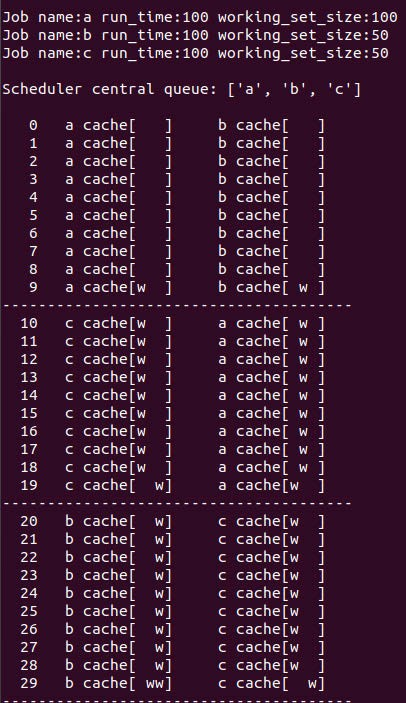 Job name:a run_time:100 working_set_size:100
Job name:b run_time:100 working_set_size:50
Job name:c run_time:100 working_set_size:50

Scheduler central queue: ['a', 'b', 'c']

   0   a cache[   ]     b cache[   ]
   1   a cache[   ]     b cache[   ]
   2   a cache[   ]     b cache[   ]
   3   a cache[   ]     b cache[   ]
   4   a cache[   ]     b cache[   ]
   5   a cache[   ]     b cache[   ]
   6   a cache[   ]     b cache[   ]
   7   a cache[   ]     b cache[   ]
   8   a cache[   ]     b cache[   ]
   9   a cache[w  ]     b cache[ w ]
---------------------------------------
  10   c cache[w  ]     a cache[ w ]
  11   c cache[w  ]     a cache[ w ]
  12   c cache[w  ]     a cache[ w ]
  13   c cache[w  ]     a cache[ w ]
  14   c cache[w  ]     a cache[ w ]
  15   c cache[w  ]     a cache[ w ]
  16   c cache[w  ]     a cache[ w ]
  17   c cache[w  ]     a cache[ w ]
  18   c cache[w  ]     a cache[ w ]
  19   c cache[  w]     a cache[w  ]
---------------------------------------
  20   b cache[  w]     c cache[w  ]
  21   b cache[  w]     c cache[w  ]
  22   b cache[  w]     c cache[w  ]
  23   b cache[  w]     c cache[w  ]
  24   b cache[  w]     c cache[w  ]
  25   b cache[  w]     c cache[w  ]
  26   b cache[  w]     c cache[w  ]
  27   b cache[  w]     c cache[w  ]
  28   b cache[  w]     c cache[w  ]
  29   b cache[ ww]     c cache[  w]
---------------------------------------